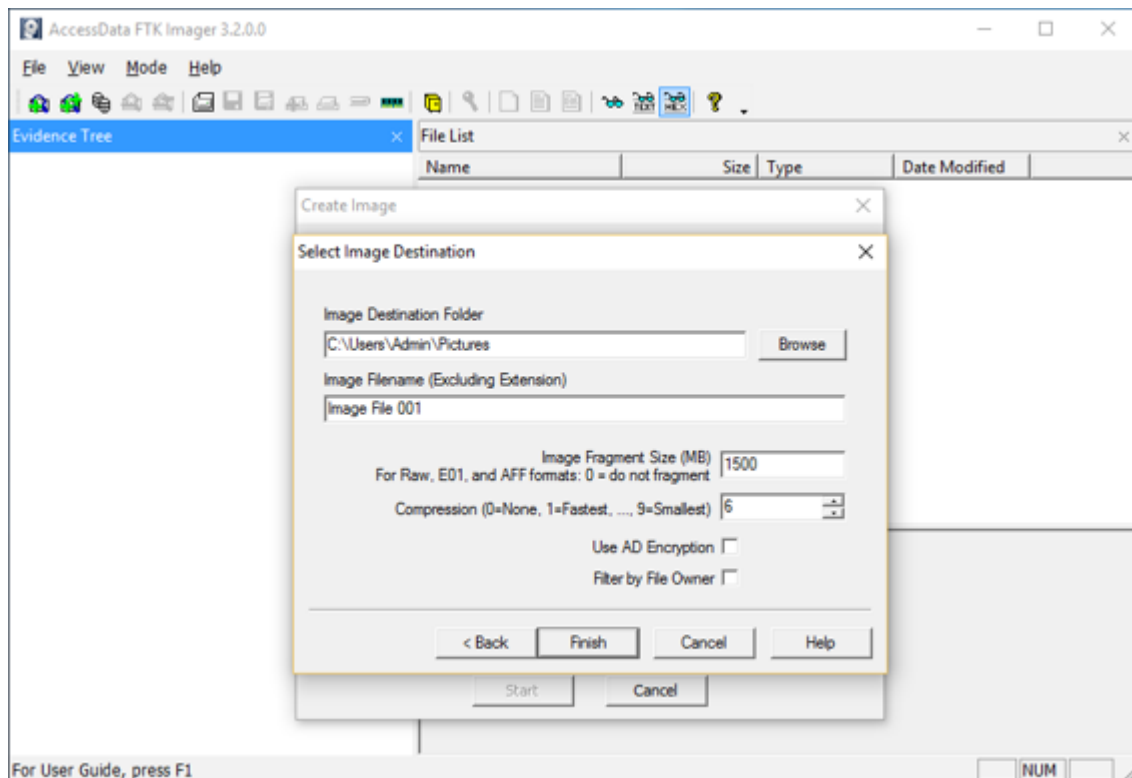 AccessData FTK Imager 3.2.0.0
File View Mode Help
TEXT HEX
Evidence Tree
File List
Name Size Type Date Modified
Create Image
Select Image Destination
Image Destination Folder
C:\Users\Admin\Pictures
Browse
Image Filename (Excluding Extension)
Image File 001
Image Fragment Size (MB)
For Raw, E01, and AFF formats: 0 = do not fragment
1500
Compression (0=None, 1=Fastest, ..., 9=Smallest)
6
Use AD Encryption
Filter by File Owner
< Back Finish Cancel Help
Start Cancel
For User Guide, press F1
NUM